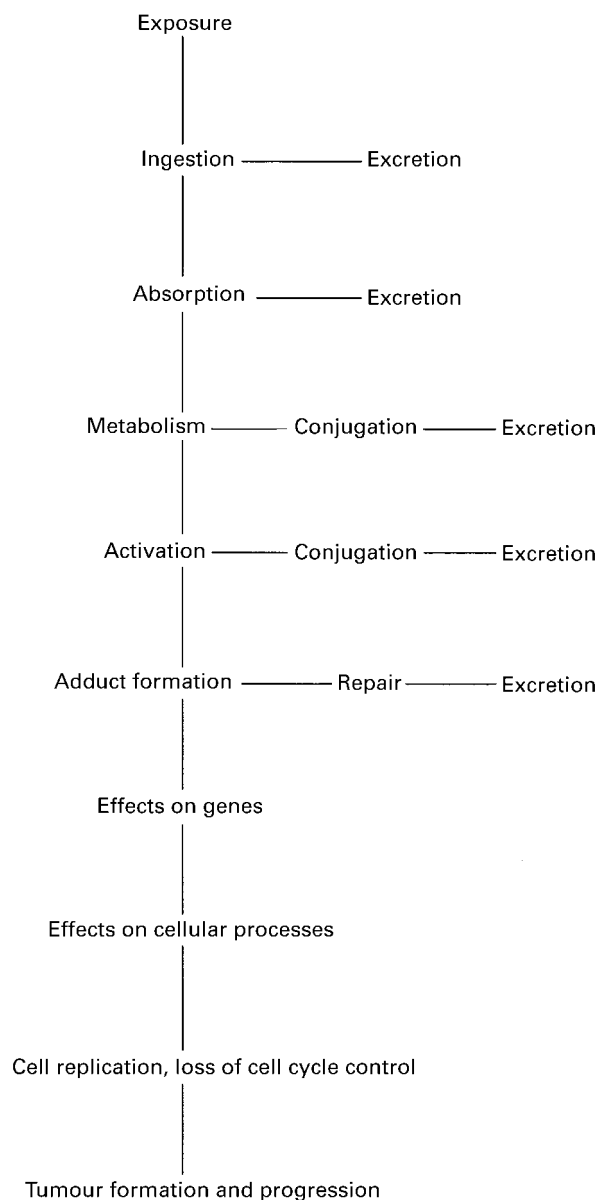 Exposure
Ingestion Excretion
Absorption Excretion
Metabolism Conjugation Excretion
Activation Conjugation Excretion
Adduct formation Repair Excretion
Effects on genes
Effects on cellular processes
Cell replication, loss of cell cycle control
Tumour formation and progression